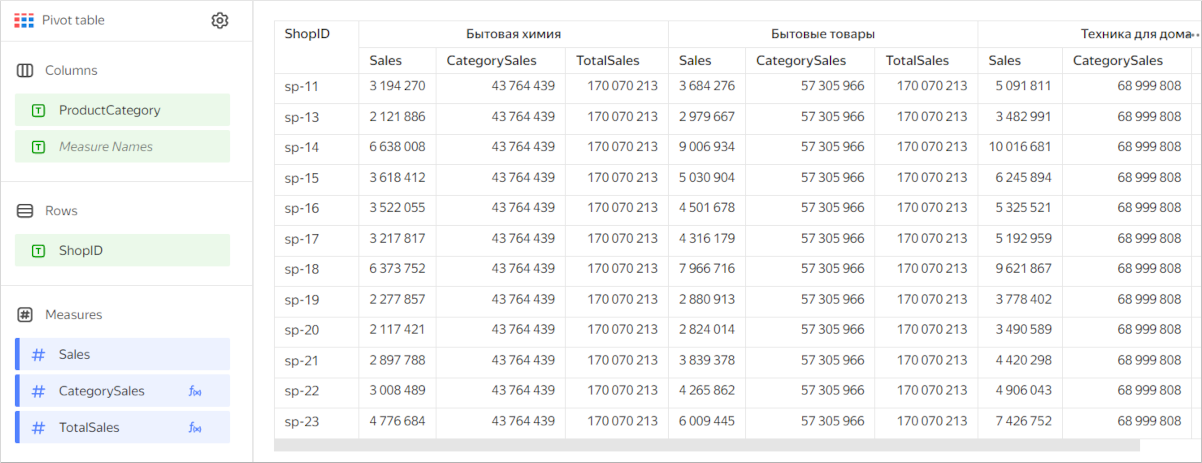 Pivot table
Columns
ProductCategory
Measure Names
Rows
ShopID
Measures
Sales
CategorySales
TotalSales
ShopID Бытовая химия Бытовые товары Техника для дома
Sales CategorySales TotalSales Sales CategorySales TotalSales Sales CategorySales
sp-11 3 194 270 43 764 439 170 070 213 3 684 276 57 305 966 170 070 213 5 091 811 68 999 808
sp-13 2 121 886 43 764 439 170 070 213 2 979 667 57 305 966 170 070 213 3 482 991 68 999 808
sp-14 6 638 008 43 764 439 170 070 213 9 006 934 57 305 966 170 070 213 10 016 681 68 999 808
sp-15 3 618 412 43 764 439 170 070 213 5 030 904 57 305 966 170 070 213 6 245 894 68 999 808
sp-16 3 522 055 43 764 439 170 070 213 4 501 678 57 305 966 170 070 213 5 325 521 68 999 808
sp-17 3 217 817 43 764 439 170 070 213 4 316 179 57 305 966 170 070 213 5 192 959 68 999 808
sp-18 6 373 752 43 764 439 170 070 213 7 966 716 57 305 966 170 070 213 9 621 867 68 999 808
sp-19 2 277 857 43 764 439 170 070 213 2 880 913 57 305 966 170 070 213 3 778 402 68 999 808
sp-20 2 117 421 43 764 439 170 070 213 2 824 014 57 305 966 170 070 213 3 490 589 68 999 808
sp-21 2 897 788 43 764 439 170 070 213 3 839 378 57 305 966 170 070 213 4 420 298 68 999 808
sp-22 3 008 489 43 764 439 170 070 213 4 265 862 57 305 966 170 070 213 4 906 043 68 999 808
sp-23 4 776 684 43 764 439 170 070 213 6 009 445 57 305 966 170 070 213 7 426 752 68 999 808